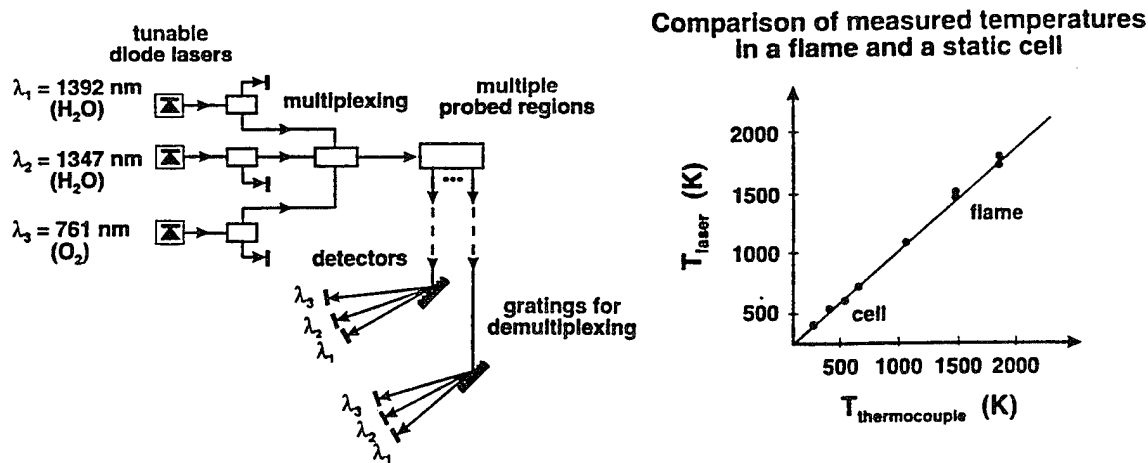 tunable
diode lasers
λ₁ = 1392 nm
(H₂O)
λ₂ = 1347 nm
(H₂O)
λ₃ = 761 nm
(O₂)
multiplexing
multiple
probed regions
...
detectors
λ₃
λ₂
λ₁
gratings for
demultiplexing
λ₃
λ₂
λ₁
Comparison of measured temperatures
in a flame and a static cell
T_laser (K)
2000
1500
1000
500
flame
cell
500 1000 1500 2000
T_thermocouple (K)